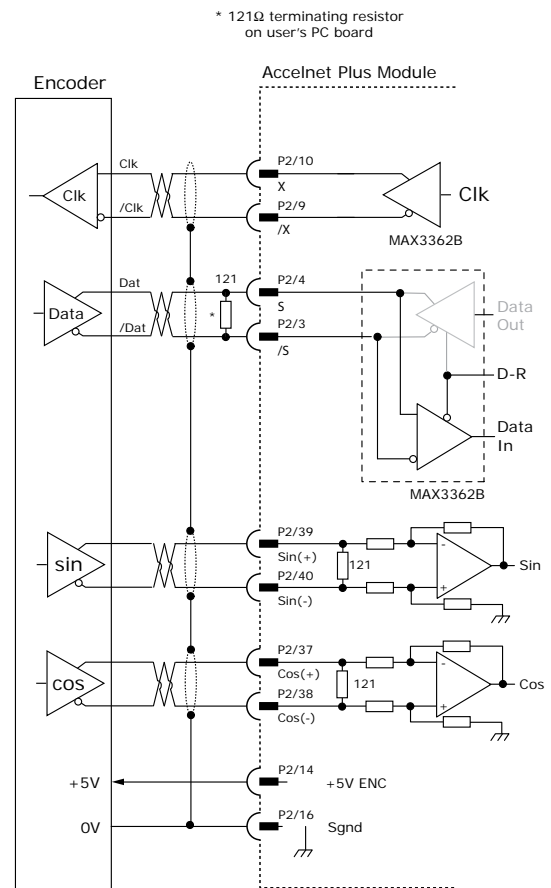 * 121Ω terminating resistor
on user's PC board
Encoder
Accelnet Plus Module
Clk
Clk
/Clk
P2/10
X
P2/9
/X
Clk
MAX3362B
Data
Dat
/Dat
121
*
P2/4
S
P2/3
/S
Data
Out
D-R
Data
In
MAX3362B
sin
P2/39
Sin(+)
P2/40
Sin(-)
121
-
+
Sin
cos
P2/37
Cos(+)
P2/38
Cos(-)
121
-
+
Cos
+5V
P2/14
+5V ENC
0V
P2/16
Sgnd